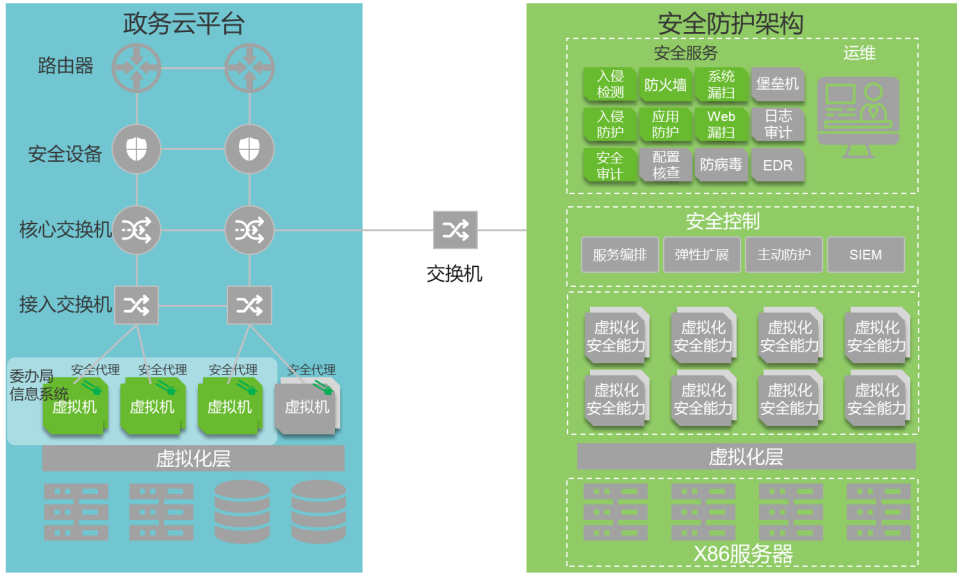 政务云平台
路由器
安全设备
核心交换机
接入交换机
委办局
信息系统
安全代理
安全代理
安全代理
安全代理
虚拟机
虚拟机
虚拟机
虚拟机
虚拟化层
交换机
安全防护架构
安全服务
运维
入侵
检测
防火墙
系统
漏扫
堡垒机
入侵
防护
应用
防护
Web
漏扫
日志
审计
安全
审计
配置
核查
防病毒
EDR
安全控制
服务编排
弹性扩展
主动防护
SIEM
虚拟化
安全能力
虚拟化
安全能力
虚拟化
安全能力
虚拟化
安全能力
虚拟化
安全能力
虚拟化
安全能力
虚拟化
安全能力
虚拟化
安全能力
虚拟化层
X86服务器